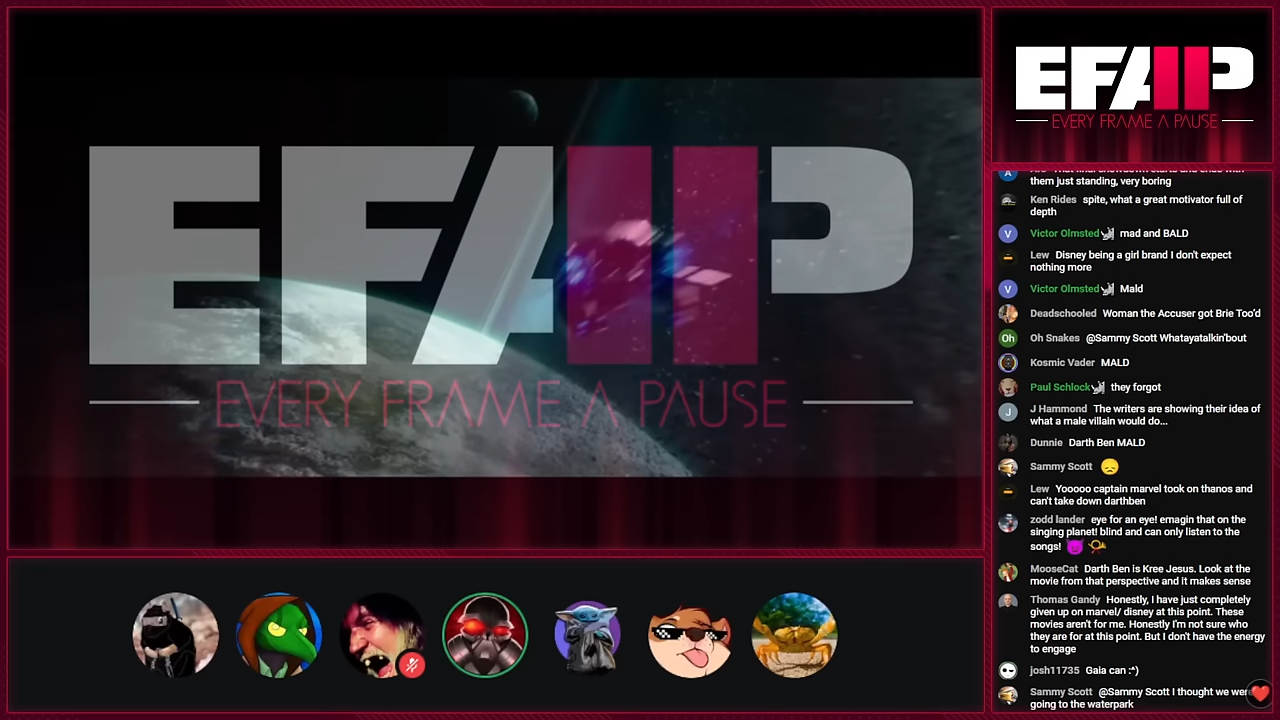 EFAP
EVERY FRAME A PAUSE
EFAP
EVERY FRAME A PAUSE
them just standing, very boring
Ken Rides spite, what a great motivator full of
depth
Victor Olmsted mad and BALD
Lew Disney being a girl brand I don't expect
nothing more
Victor Olmsted Mald
Deadschooled Woman the Accuser got Brie Too'd
Oh Snakes @Sammy Scott Whatayatalkin'bout
Kosmic Vader MALD
Paul Schlock they forgot
J Hammond The writers are showing their idea of
what a male villain would do...
Dunnie Darth Ben MALD
Sammy Scott 😞
Lew Yooooo captain marvel took on thanos and
can't take down darthben
zodd lander eye for an eye! emagin that on the
singing planet! blind and can only listen to the
songs! 😈 📯
MooseCat Darth Ben is Kree Jesus. Look at the
movie from that perspective and it makes sense
Thomas Gandy Honestly, I have just completely
given up on marvel/ disney at this point. These
movies aren't for me. Honestly I'm not sure who
they are for at this point. But I don't have the energy
to engage
josh11735 Gaia can :^)
Sammy Scott @Sammy Scott I thought we were
going to the waterpark
A
V
V
Oh
J